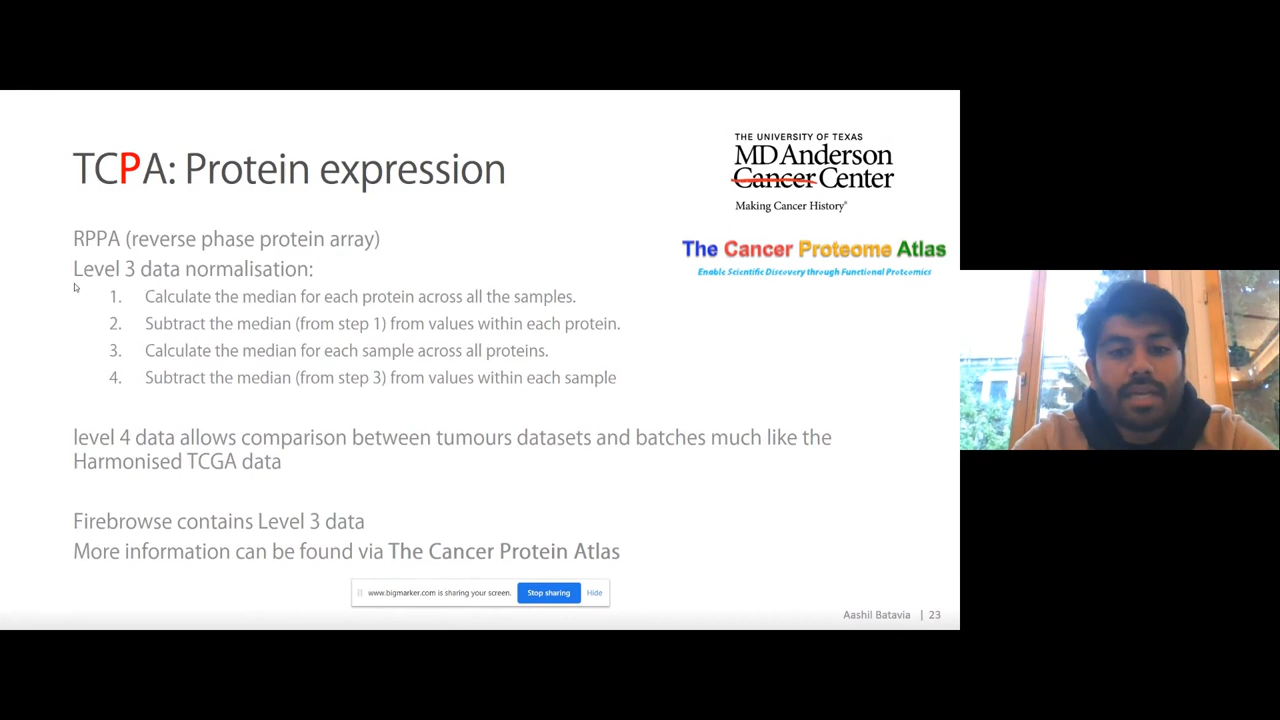 TCPA: Protein expression
THE UNIVERSITY OF TEXAS
MD Anderson
Cancer Center
Making Cancer History®
The Cancer Proteome Atlas
Enable Scientific Discovery through Functional Proteomics
RPPA (reverse phase protein array)
Level 3 data normalisation:
1. Calculate the median for each protein across all the samples.
2. Subtract the median (from step 1) from values within each protein.
3. Calculate the median for each sample across all proteins.
4. Subtract the median (from step 3) from values within each sample
level 4 data allows comparison between tumours datasets and batches much like the
Harmonised TCGA data
Firebrowse contains Level 3 data
More information can be found via The Cancer Protein Atlas
www.bigmarker.com is sharing your screen. Stop sharing Hide
Aashil Batavia | 23